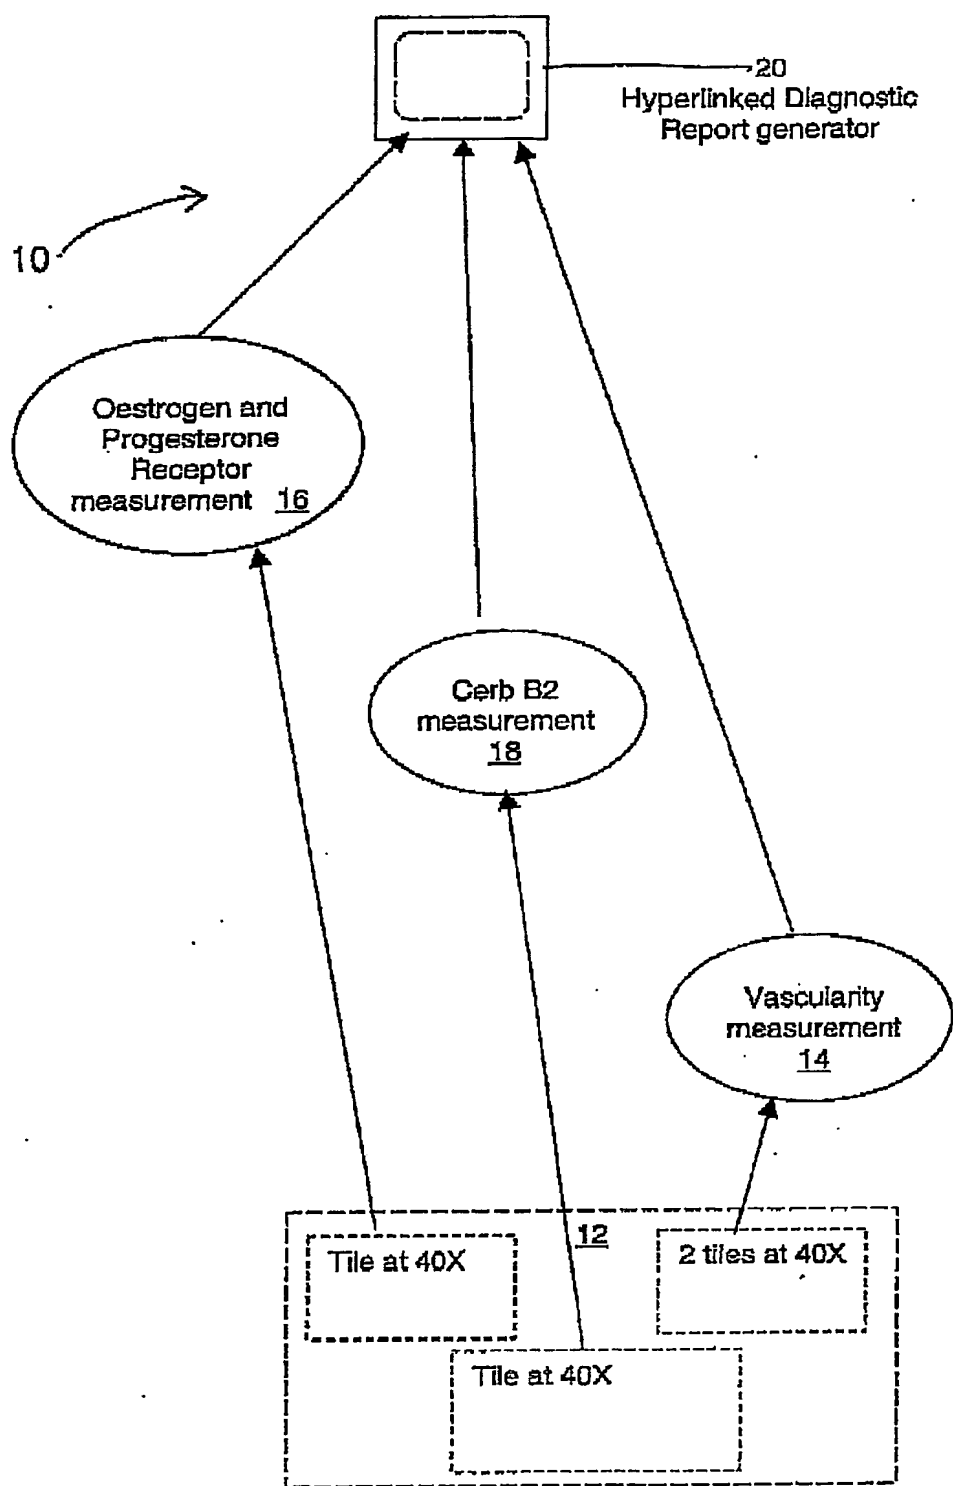 20
Hyperlinked Diagnostic
Report generator
10
Oestrogen and
Progesterone
Receptor
measurement 16
Cerb B2
measurement
18
Vascularity
measurement
14
12
Tile at 40X
2 tiles at 40X
Tile at 40X